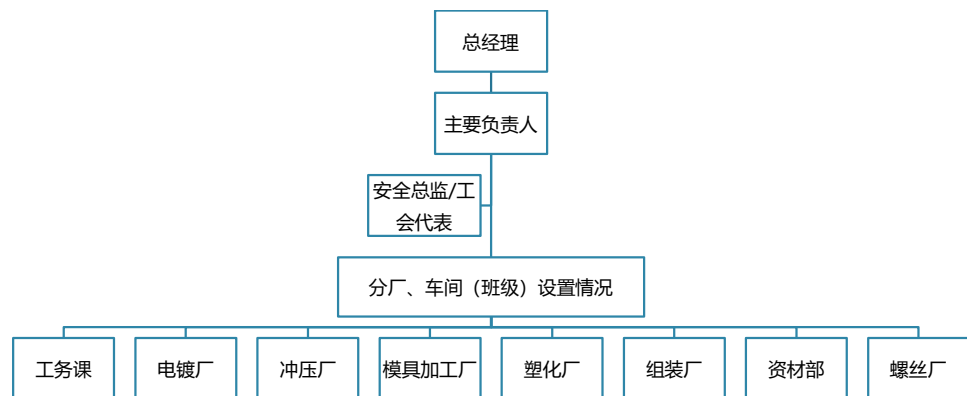 总经理
主要负责人
安全总监/工
会代表
分厂、车间（班级）设置情况
工务课
电镀厂
冲压厂
模具加工厂
塑化厂
组装厂
资材部
螺丝厂